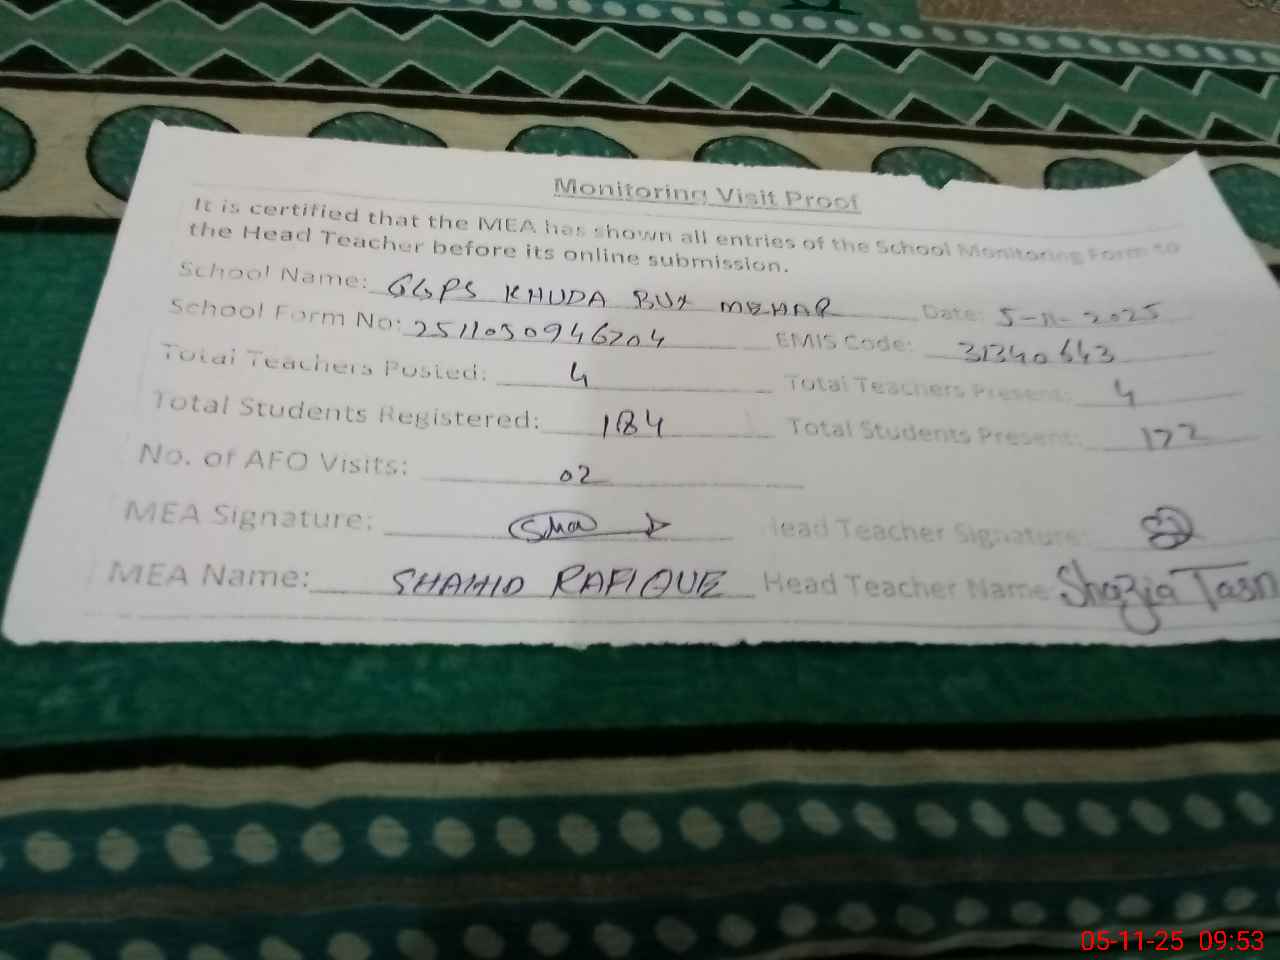 Monitoring Visit Proof
It is certified that the MEA has shown all entries of the School Monitoring Form to
the Head Teacher before its online submission.
School Name: GGPS KHUDA BUX MEHAR Date: 5-11-2025
School Form No: 2511050946204 EMIS Code: 31340643
Total Teachers Posted: 4 Total Teachers Present: 4
Total Students Registered: 184 Total Students Present: 172
No. of AFO Visits: 02
MEA Signature: Head Teacher Signature:
MEA Name: SHAHID RAFIQUE Head Teacher Name Shazia Tasn
05-11-25 09:53